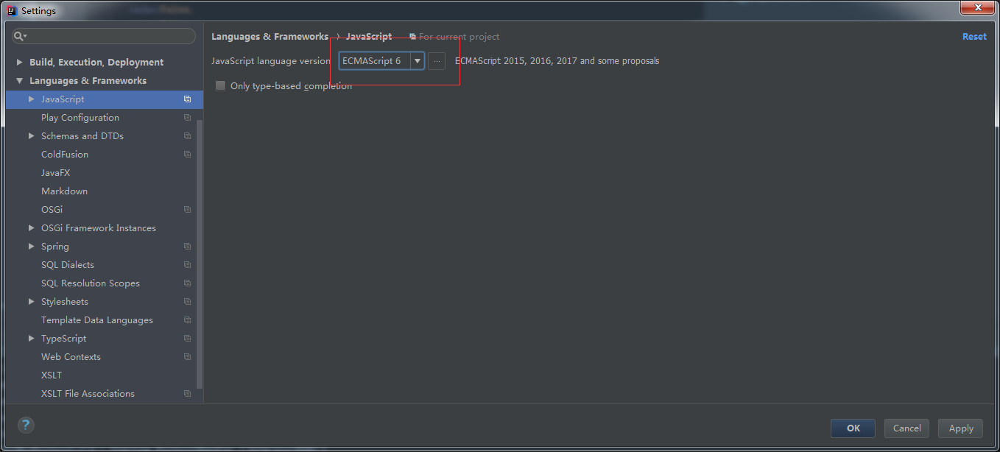 Settings
Languages & Frameworks › JavaScript For current project Reset
JavaScript language version ECMAScript 6 ... ECMAScript 2015, 2016, 2017 and some proposals
Only type-based completion
Build, Execution, Deployment
Languages & Frameworks
JavaScript
Play Configuration
Schemas and DTDs
ColdFusion
JavaFX
Markdown
OSGi
OSGi Framework Instances
Spring
SQL Dialects
SQL Resolution Scopes
Stylesheets
Template Data Languages
TypeScript
Web Contexts
XSLT
XSLT File Associations
?
OK Cancel Apply